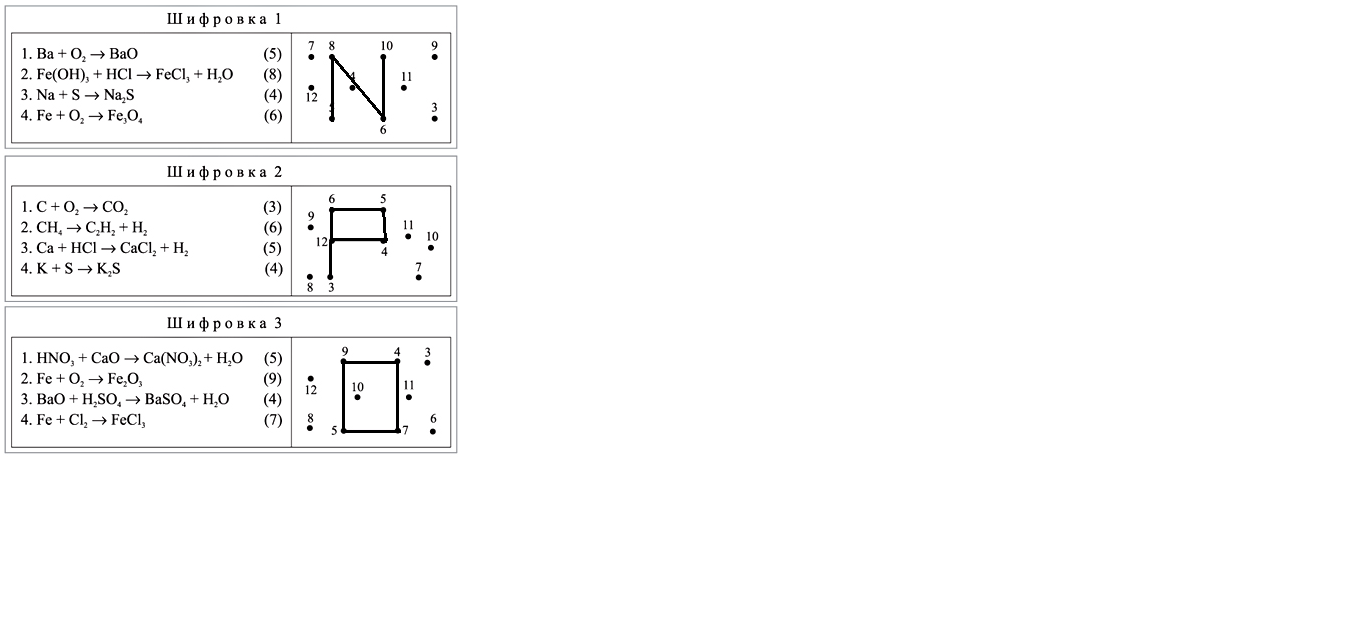 Шифровка 1
1. Ba + O₂ → BaO (5)
2. Fe(OH)₃ + HCl → FeCl₃ + H₂O (8)
3. Na + S → Na₂S (4)
4. Fe + O₂ → Fe₃O₄ (6)
7 8 10 9
4 11
12
3
6
Шифровка 2
1. C + O₂ → CO₂ (3)
2. CH₄ → C₂H₂ + H₂ (6)
3. Ca + HCl → CaCl₂ + H₂ (5)
4. K + S → K₂S (4)
6 5
9 11
12 10
4
7
8 3
Шифровка 3
1. HNO₃ + CaO → Ca(NO₃)₂ + H₂O (5)
2. Fe + O₂ → Fe₂O₃ (9)
3. BaO + H₂SO₄ → BaSO₄ + H₂O (4)
4. Fe + Cl₂ → FeCl₃ (7)
9 4 3
12 10 11
8 6
5 7